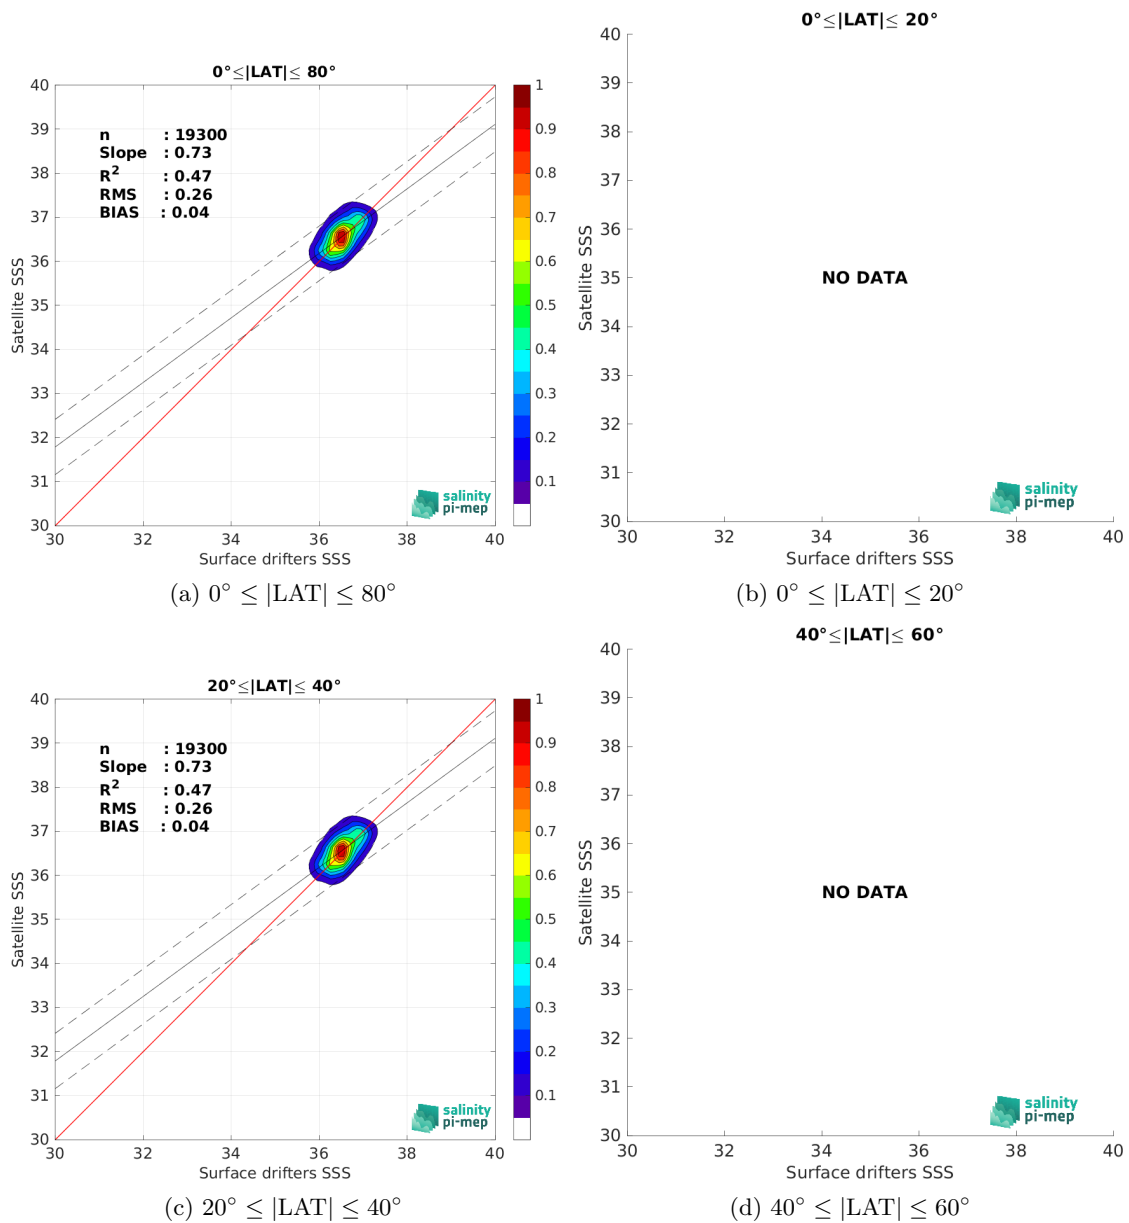 0°≤|LAT|≤ 80°
40
39
38
37
36
35
34
33
32
31
30
Satellite SSS
n : 19300
Slope : 0.73
R² : 0.47
RMS : 0.26
BIAS : 0.04
1
0.9
0.8
0.7
0.6
0.5
0.4
0.3
0.2
0.1
salinity
pi-mep
30 32 34 36 38 40
Surface drifters SSS
(a) 0° ≤ |LAT| ≤ 80°
0°≤|LAT|≤ 20°
40
39
38
37
36
35
34
33
32
31
30
Satellite SSS
NO DATA
salinity
pi-mep
30 32 34 36 38 40
Surface drifters SSS
(b) 0° ≤ |LAT| ≤ 20°
20°≤|LAT|≤ 40°
40
39
38
37
36
35
34
33
32
31
30
Satellite SSS
n : 19300
Slope : 0.73
R² : 0.47
RMS : 0.26
BIAS : 0.04
1
0.9
0.8
0.7
0.6
0.5
0.4
0.3
0.2
0.1
salinity
pi-mep
30 32 34 36 38 40
Surface drifters SSS
(c) 20° ≤ |LAT| ≤ 40°
40°≤|LAT|≤ 60°
40
39
38
37
36
35
34
33
32
31
30
Satellite SSS
NO DATA
salinity
pi-mep
30 32 34 36 38 40
Surface drifters SSS
(d) 40° ≤ |LAT| ≤ 60°